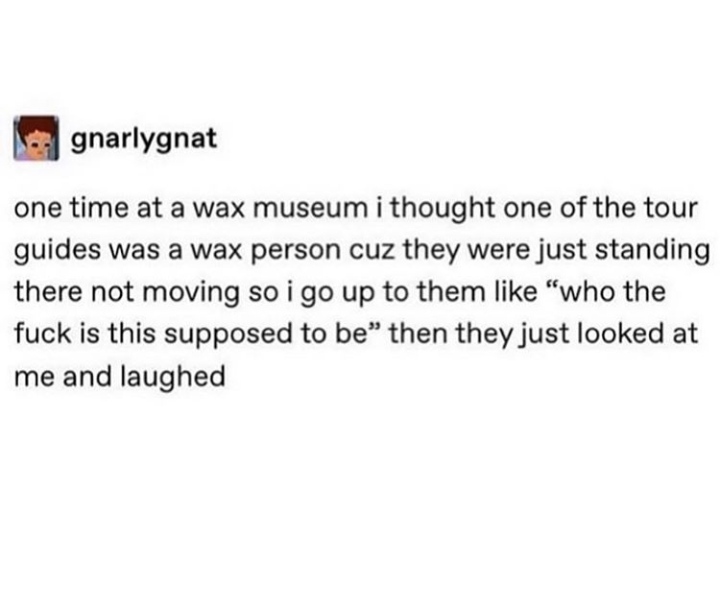 gnarlygnat
one time at a wax museum i thought one of the tour
guides was a wax person cuz they were just standing
there not moving so i go up to them like “who the
fuck is this supposed to be” then they just looked at
me and laughed